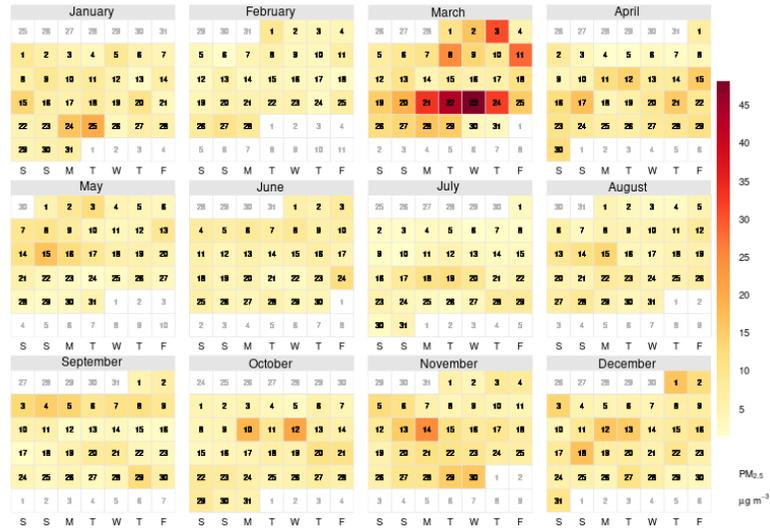 January
25 26 27 28 29 30 31
1 2 3 4 5 6 7
8 9 10 11 12 13 14
15 16 17 18 19 20 21
22 23 24 25 26 27 28
29 30 31 1 2 3 4
S S M T W T F
February
29 30 31 1 2 3 4
5 6 7 8 9 10 11
12 13 14 15 16 17 18
19 20 21 22 23 24 25
26 27 28 1 2 3 4
5 6 7 8 9 10 11
S S M T W T F
March
26 27 28 1 2 3 4
5 6 7 8 9 10 11
12 13 14 15 16 17 18
19 20 21 22 23 24 25
26 27 28 29 30 31 1
2 3 4 5 6 7 8
S S M T W T F
April
26 27 28 29 30 31 1
2 3 4 5 6 7 8
9 10 11 12 13 14 15
16 17 18 19 20 21 22
23 24 25 26 27 28 29
30 1 2 3 4 5 6
S S M T W T F
May
30 1 2 3 4 5 6
7 8 9 10 11 12 13
14 15 16 17 18 19 20
21 22 23 24 25 26 27
28 29 30 31 1 2 3
4 5 6 7 8 9 10
S S M T W T F
June
28 29 30 31 1 2 3
4 5 6 7 8 9 10
11 12 13 14 15 16 17
18 19 20 21 22 23 24
25 26 27 28 29 30 1
2 3 4 5 6 7 8
S S M T W T F
July
25 26 27 28 29 30 1
2 3 4 5 6 7 8
9 10 11 12 13 14 15
16 17 18 19 20 21 22
23 24 25 26 27 28 29
30 31 1 2 3 4 5
S S M T W T F
August
30 31 1 2 3 4 5
6 7 8 9 10 11 12
13 14 15 16 17 18 19
20 21 22 23 24 25 26
27 28 29 30 31 1 2
3 4 5 6 7 8 9
S S M T W T F
September
27 28 29 30 31 1 2
3 4 5 6 7 8 9
10 11 12 13 14 15 16
17 18 19 20 21 22 23
24 25 26 27 28 29 30
1 2 3 4 5 6 7
S S M T W T F
October
24 25 26 27 28 29 30
1 2 3 4 5 6 7
8 9 10 11 12 13 14
15 16 17 18 19 20 21
22 23 24 25 26 27 28
29 30 31 1 2 3 4
S S M T W T F
November
29 30 31 1 2 3 4
5 6 7 8 9 10 11
12 13 14 15 16 17 18
19 20 21 22 23 24 25
26 27 28 29 30 1 2
3 4 5 6 7 8 9
S S M T W T F
December
26 27 28 29 30 1 2
3 4 5 6 7 8 9
10 11 12 13 14 15 16
17 18 19 20 21 22 23
24 25 26 27 28 29 30
31 1 2 3 4 5 6
S S M T W T F
45
40
35
30
25
20
15
10
5
PM₂.₅
μg m⁻³